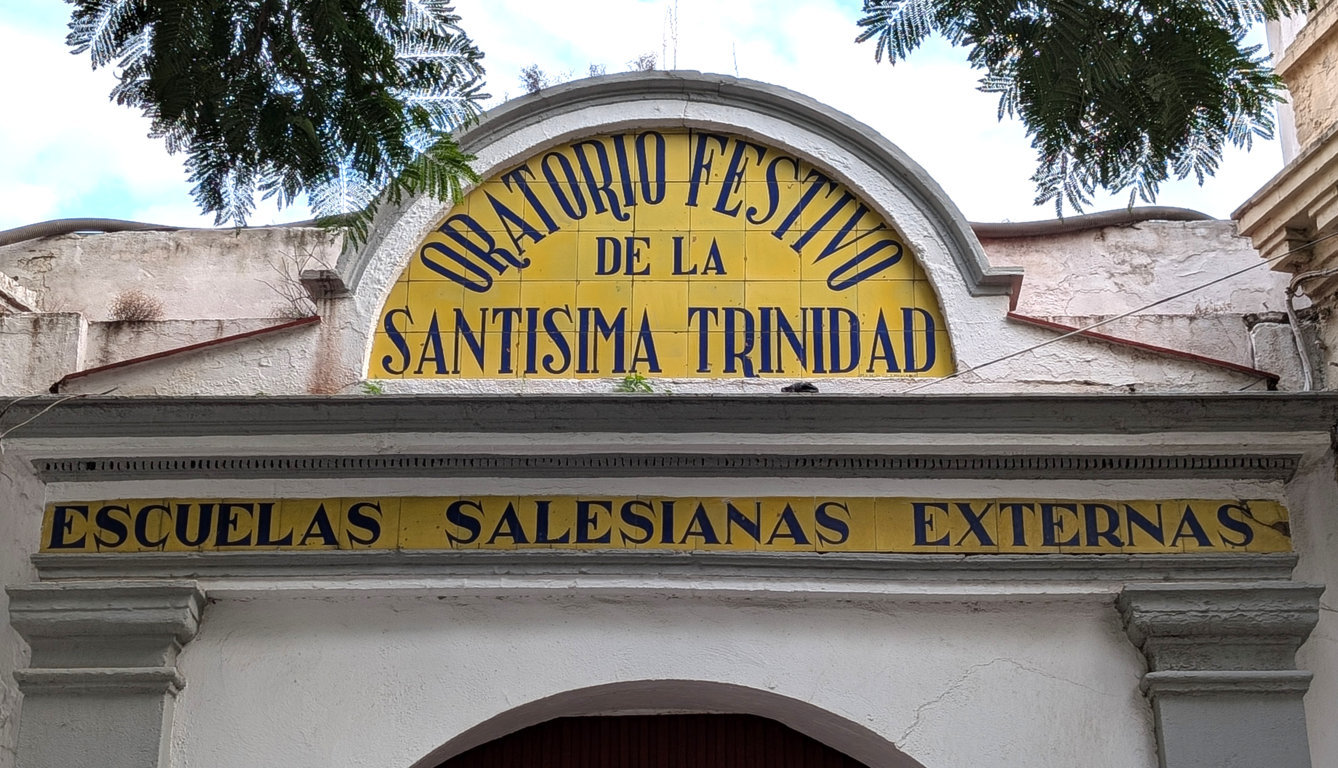 ORATORIO FESTIVO
DE LA
SANTISIMA TRINIDAD
ESCUELAS SALESIANAS EXTERNAS